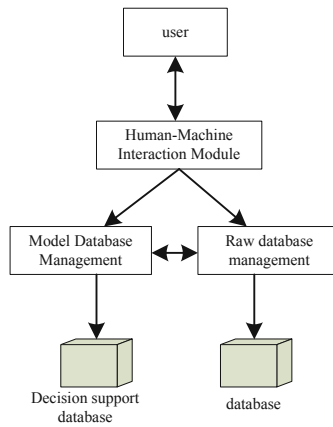 user
Human-Machine
Interaction Module
Model Database
Management
Raw database
management
Decision support
database
database